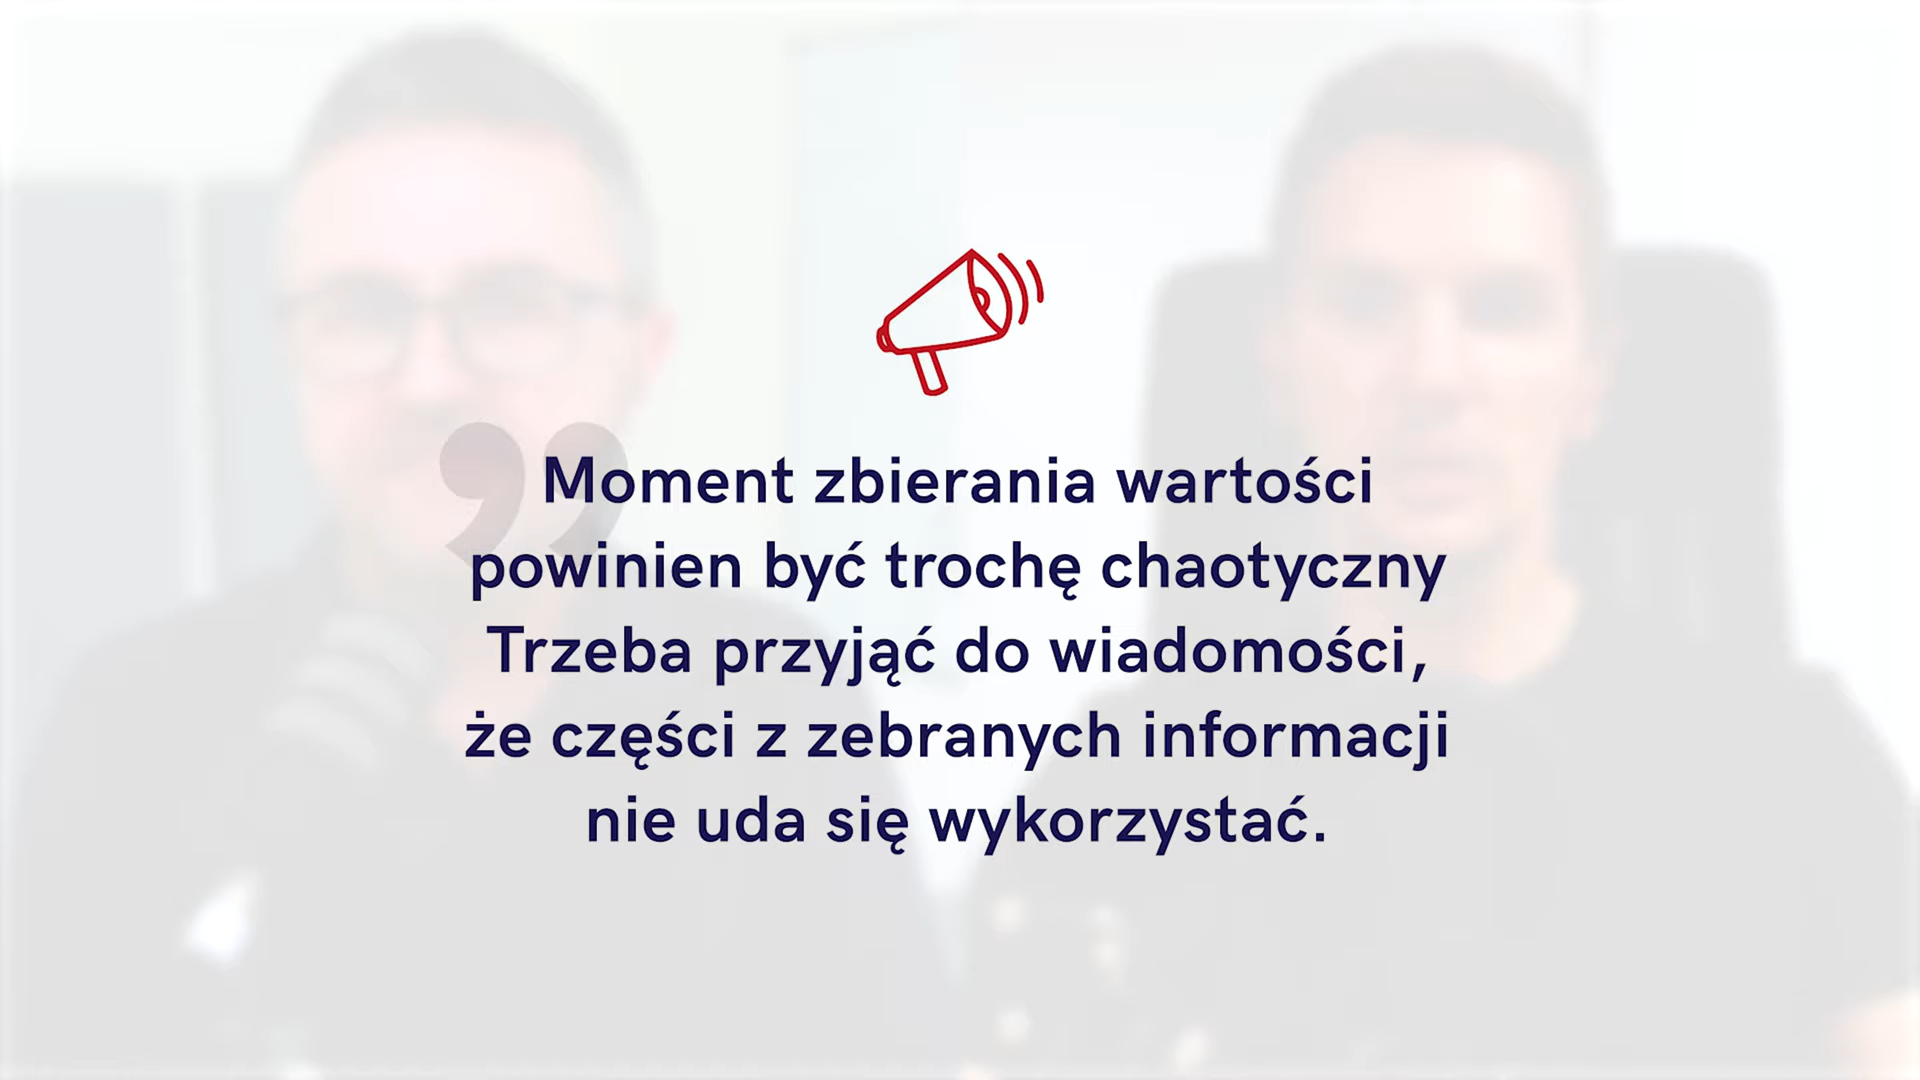 Moment zbierania wartości
powinien być trochę chaotyczny
Trzeba przyjąć do wiadomości,
że części z zebranych informacji
nie uda się wykorzystać.